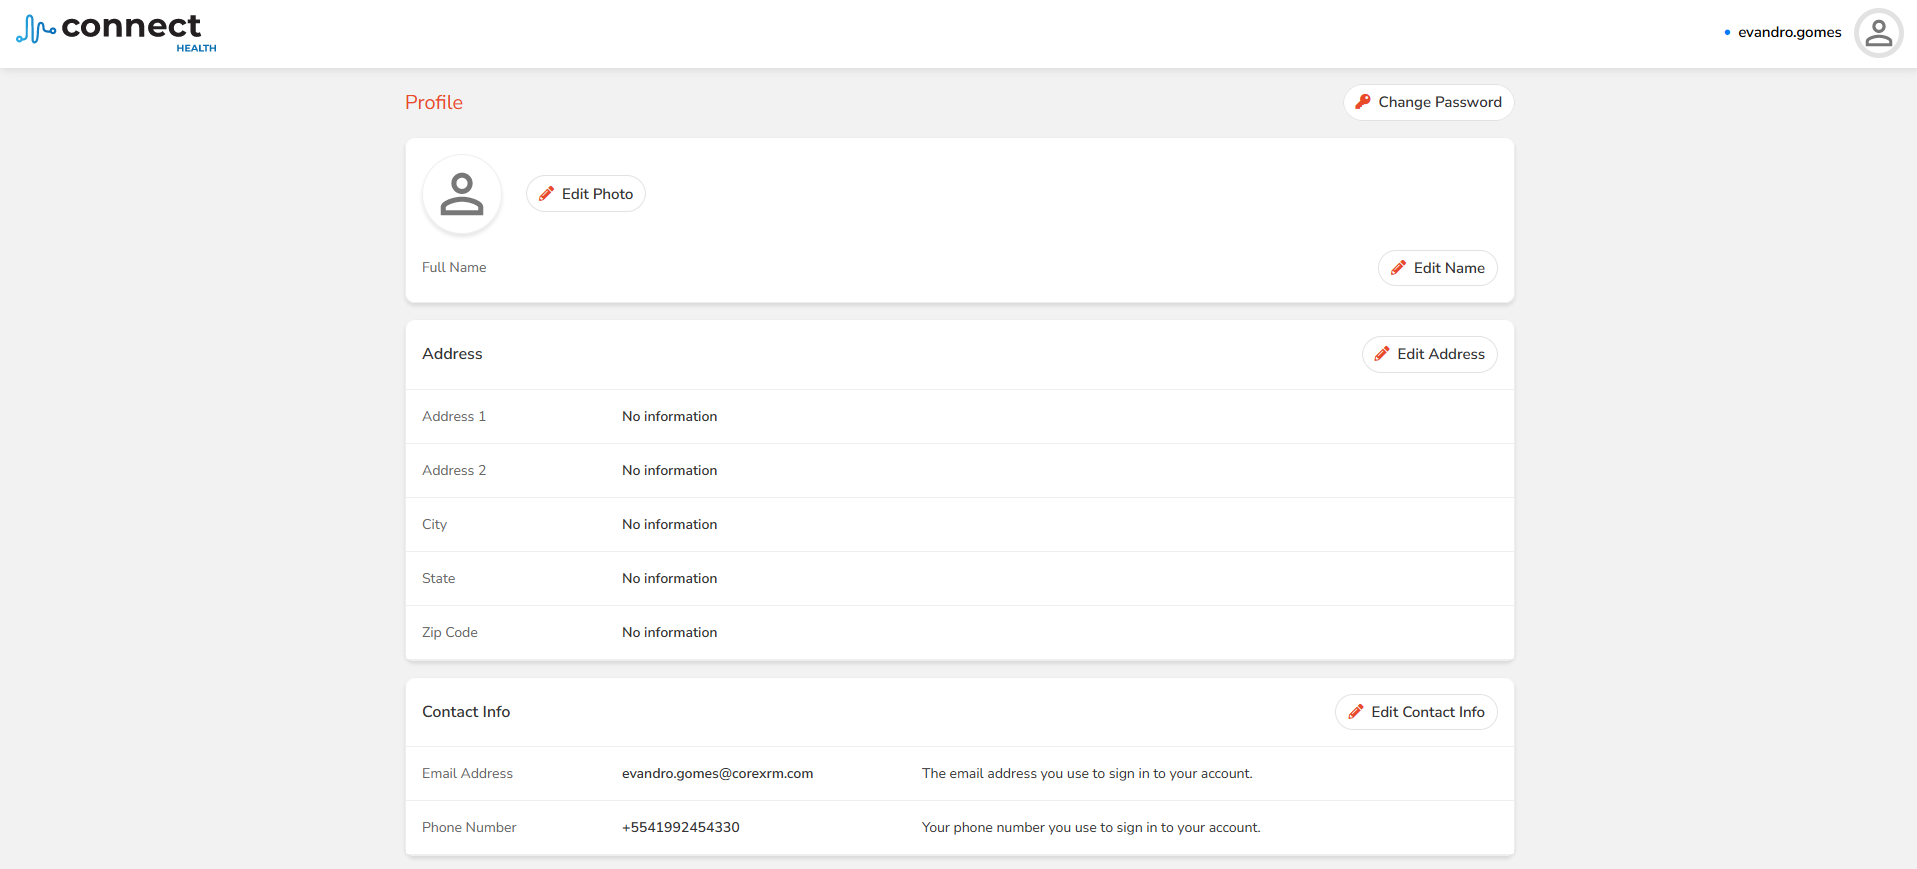 connect
HEALTH
evandro.gomes
Profile
Change Password
Edit Photo
Full Name
Edit Name
Address
Edit Address
Address 1 No information
Address 2 No information
City No information
State No information
Zip Code No information
Contact Info
Edit Contact Info
Email Address evandro.gomes@corexrm.com The email address you use to sign in to your account.
Phone Number +5541992454330 Your phone number you use to sign in to your account.